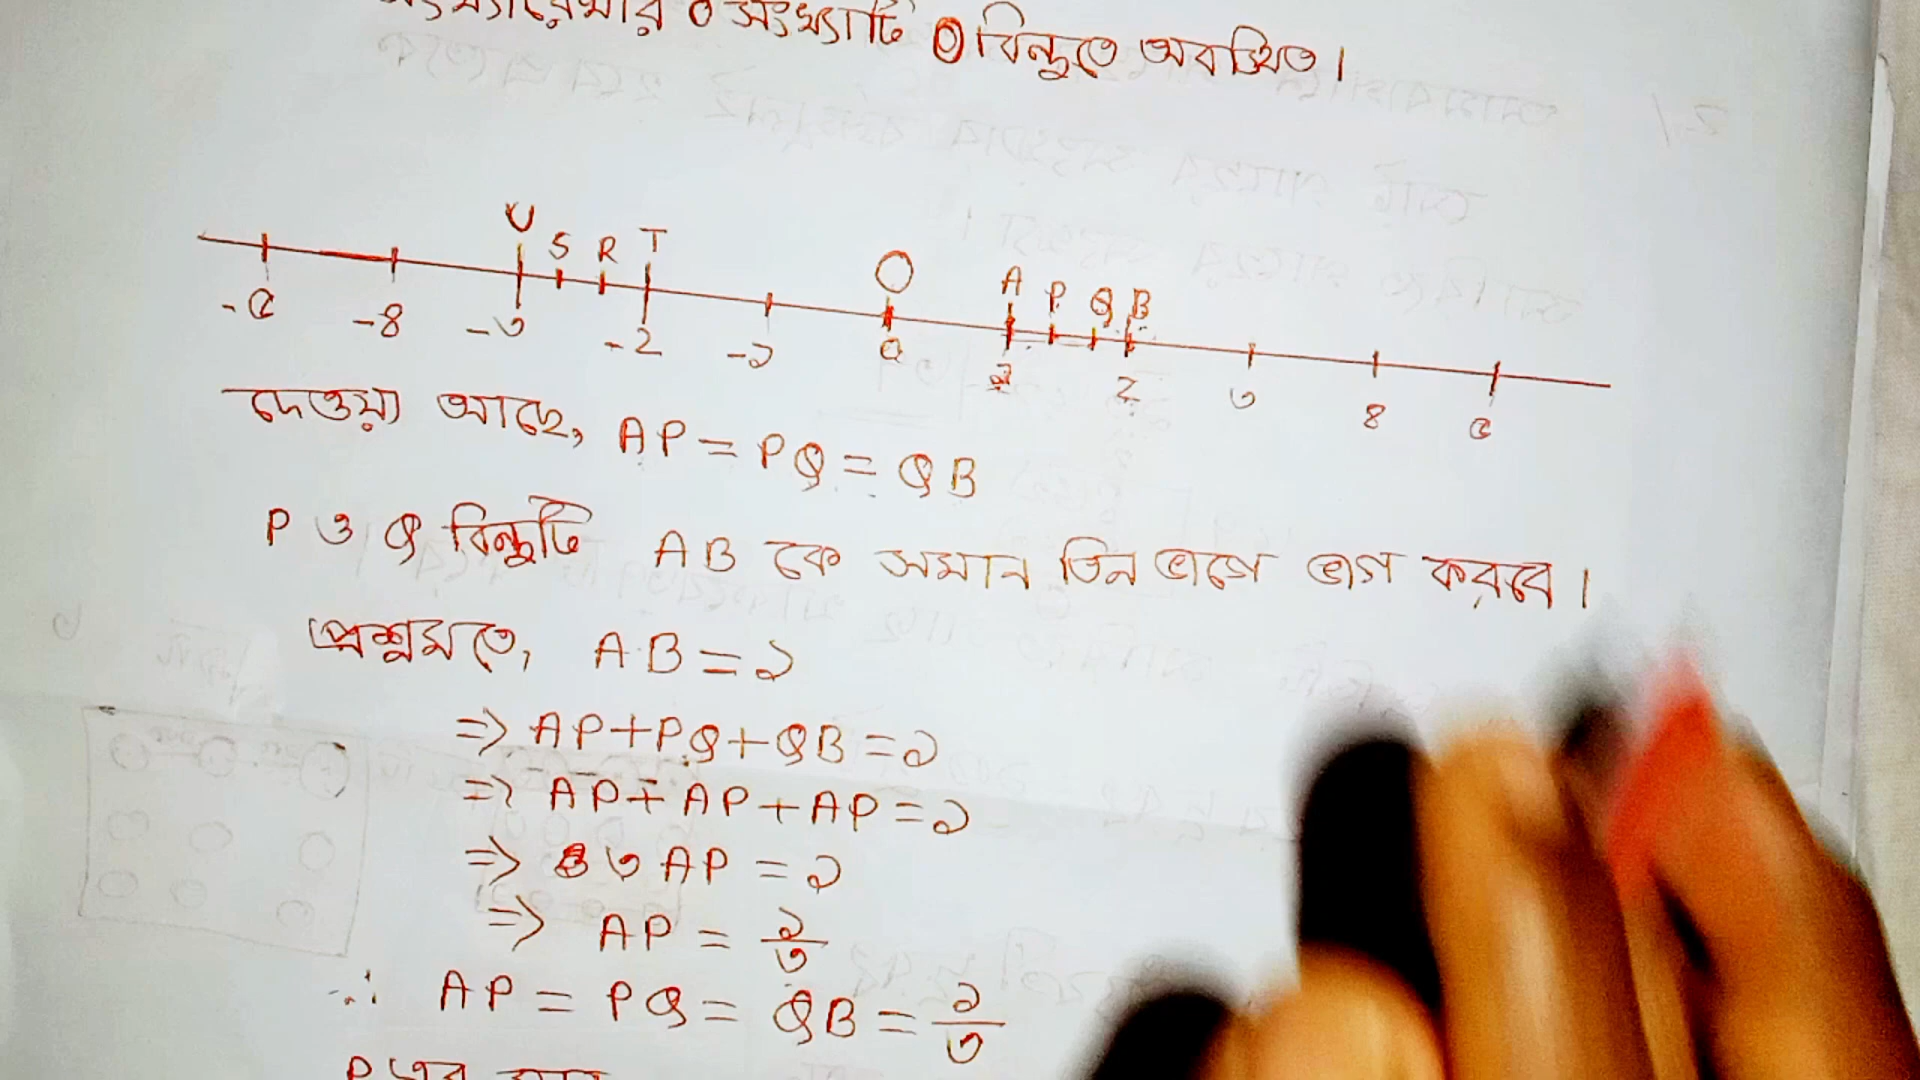 ০ সংখ্যাটি O বিন্দুতে অবস্থিত।
U S R T O A P Q B
-৫ -৪ -৩ -২ -১ ০ ১ ২ ৩ ৪ ৫
দেওয়া আছে, AP = PQ = QB
P ও Q বিন্দুটি AB কে সমান তিন ভাগে ভাগ করবে।
প্রশ্নমতে, AB = ১
=> AP+PQ+QB = ১
=> AP+AP+AP = ১
=> ৩ AP = ১
=> AP = ১/৩
∴ AP = PQ = QB = ১/৩
P এর মান